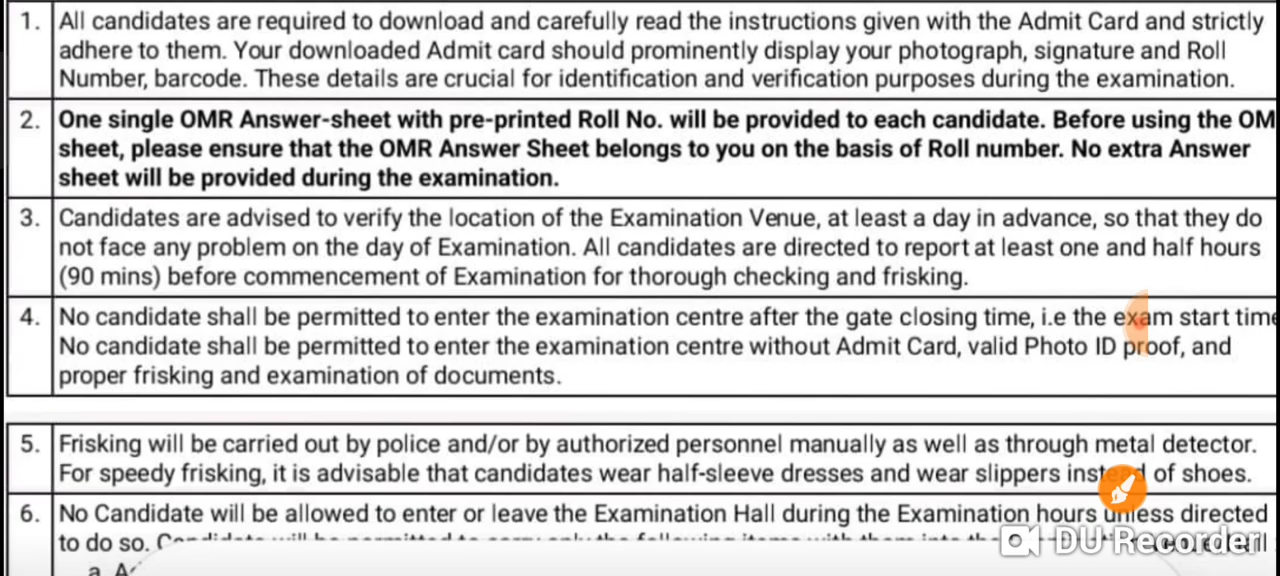 1. All candidates are required to download and carefully read the instructions given with the Admit Card and strictly
adhere to them. Your downloaded Admit card should prominently display your photograph, signature and Roll
Number, barcode. These details are crucial for identification and verification purposes during the examination.
2. One single OMR Answer-sheet with pre-printed Roll No. will be provided to each candidate. Before using the OM
sheet, please ensure that the OMR Answer Sheet belongs to you on the basis of Roll number. No extra Answer
sheet will be provided during the examination.
3. Candidates are advised to verify the location of the Examination Venue, at least a day in advance, so that they do
not face any problem on the day of Examination. All candidates are directed to report at least one and half hours
(90 mins) before commencement of Examination for thorough checking and frisking.
4. No candidate shall be permitted to enter the examination centre after the gate closing time, i.e the exam start time
No candidate shall be permitted to enter the examination centre without Admit Card, valid Photo ID proof, and
proper frisking and examination of documents.
5. Frisking will be carried out by police and/or by authorized personnel manually as well as through metal detector.
For speedy frisking, it is advisable that candidates wear half-sleeve dresses and wear slippers instead of shoes.
6. No Candidate will be allowed to enter or leave the Examination Hall during the Examination hours unless directed
to do so.
DU Recorder
a.